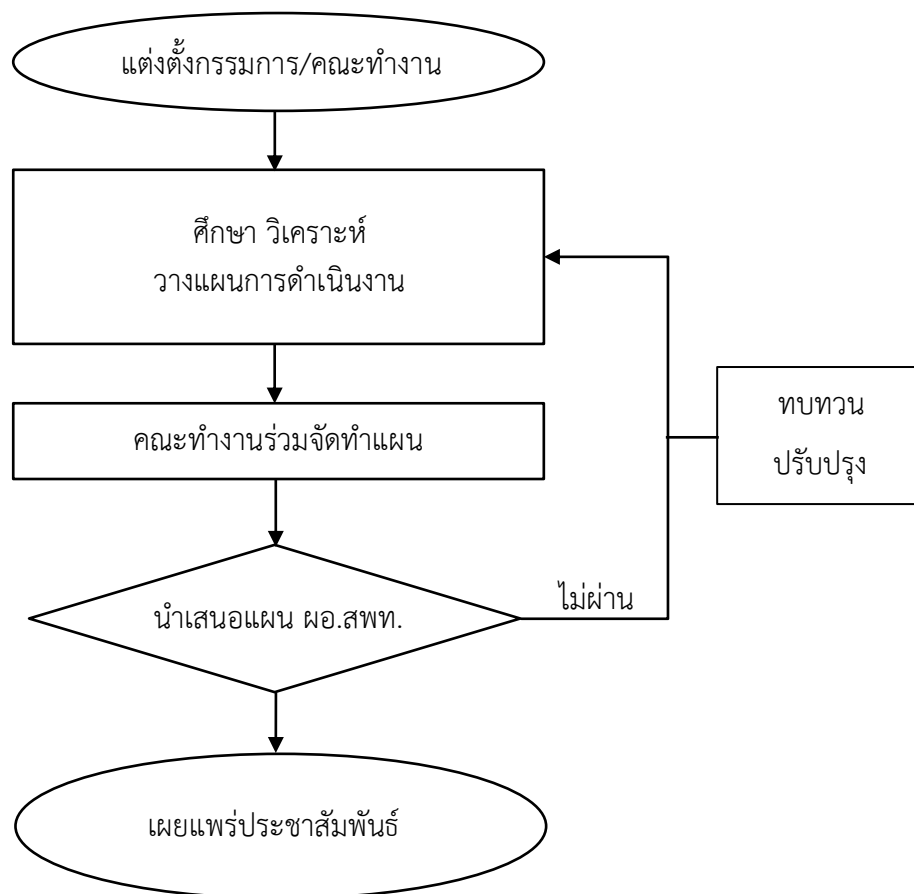 แต่งตั้งกรรมการ/คณะทำงาน
ศึกษา วิเคราะห์
วางแผนการดำเนินงาน
คณะทำงานร่วมจัดทำแผน
ทบทวน
ปรับปรุง
ไม่ผ่าน
นำเสนอแผน ผอ.สพท.
เผยแพร่ประชาสัมพันธ์